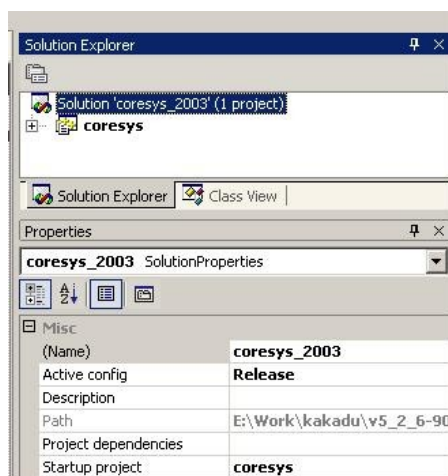 Solution Explorer
Solution 'coresys_2003' (1 project)
coresys
Solution Explorer Class View
Properties
coresys_2003 SolutionProperties
Misc
(Name) coresys_2003
Active config Release
Description
Path E:\Work\kakadu\v5_2_6-90
Project dependencies
Startup project coresys